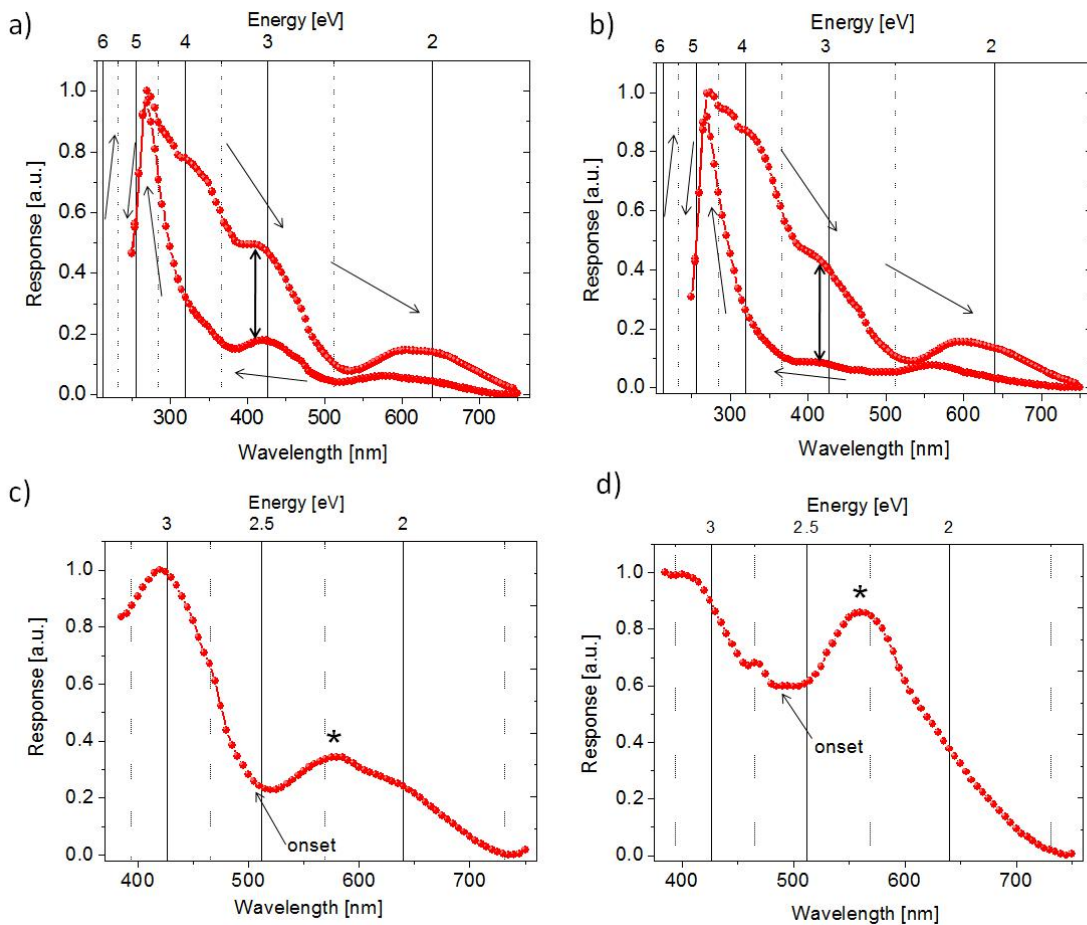 a)
Energy [eV]
6 5 4 3 2
1.0
0.8
0.6
0.4
0.2
0.0
Response [a.u.]
300 400 500 600 700
Wavelength [nm]
b)
Energy [eV]
6 5 4 3 2
1.0
0.8
0.6
0.4
0.2
0.0
Response [a.u.]
300 400 500 600 700
Wavelength [nm]
c)
Energy [eV]
3 2.5 2
1.0
0.8
0.6
0.4
0.2
0.0
Response [a.u.]
*
onset
400 500 600 700
Wavelength [nm]
d)
Energy [eV]
3 2.5 2
1.0
0.8
0.6
0.4
0.2
0.0
Response [a.u.]
*
onset
400 500 600 700
Wavelength [nm]